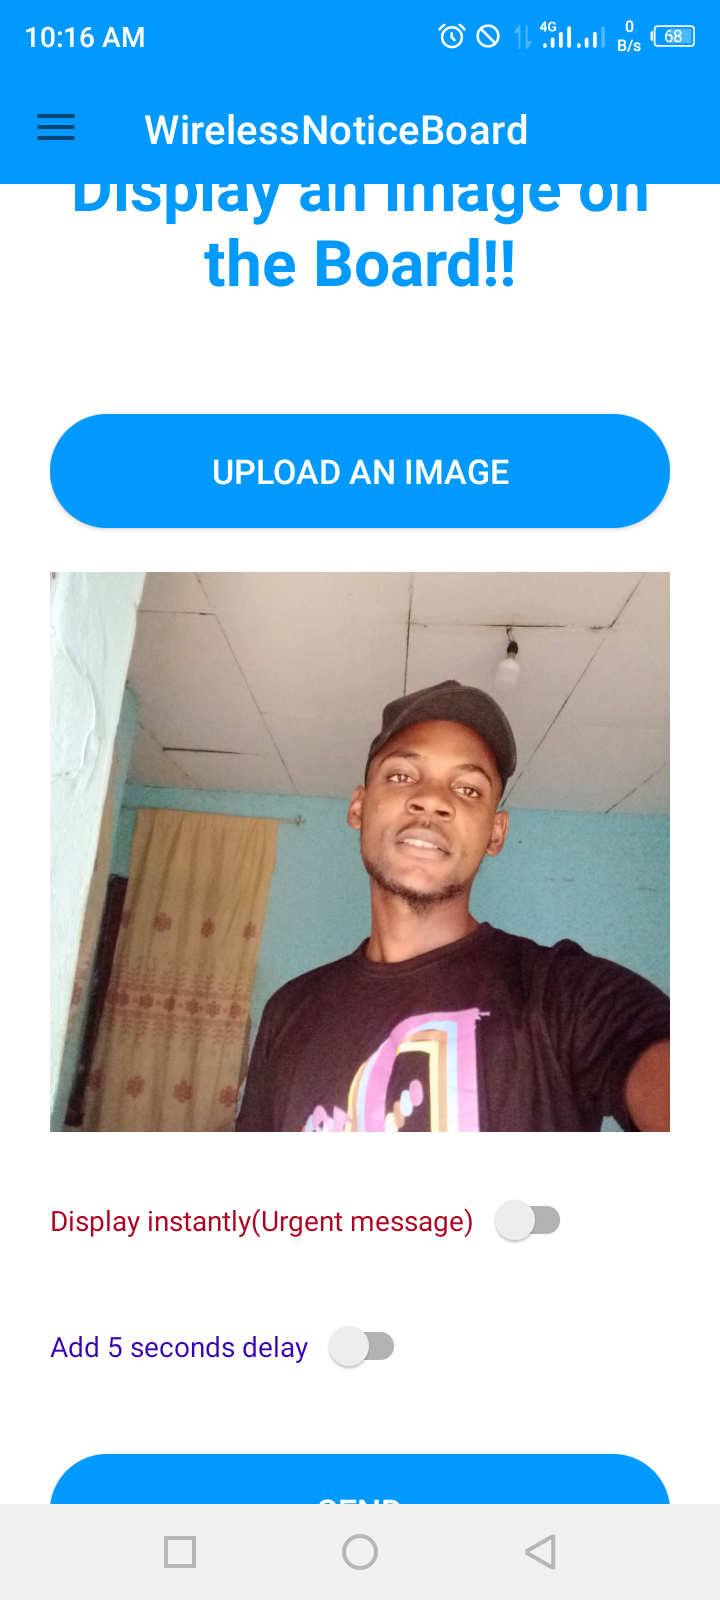 10:16 AM
4G
0
B/s
68
WirelessNoticeBoard
Display an Image on
the Board!!
UPLOAD AN IMAGE
Display instantly(Urgent message)
Add 5 seconds delay
SEND